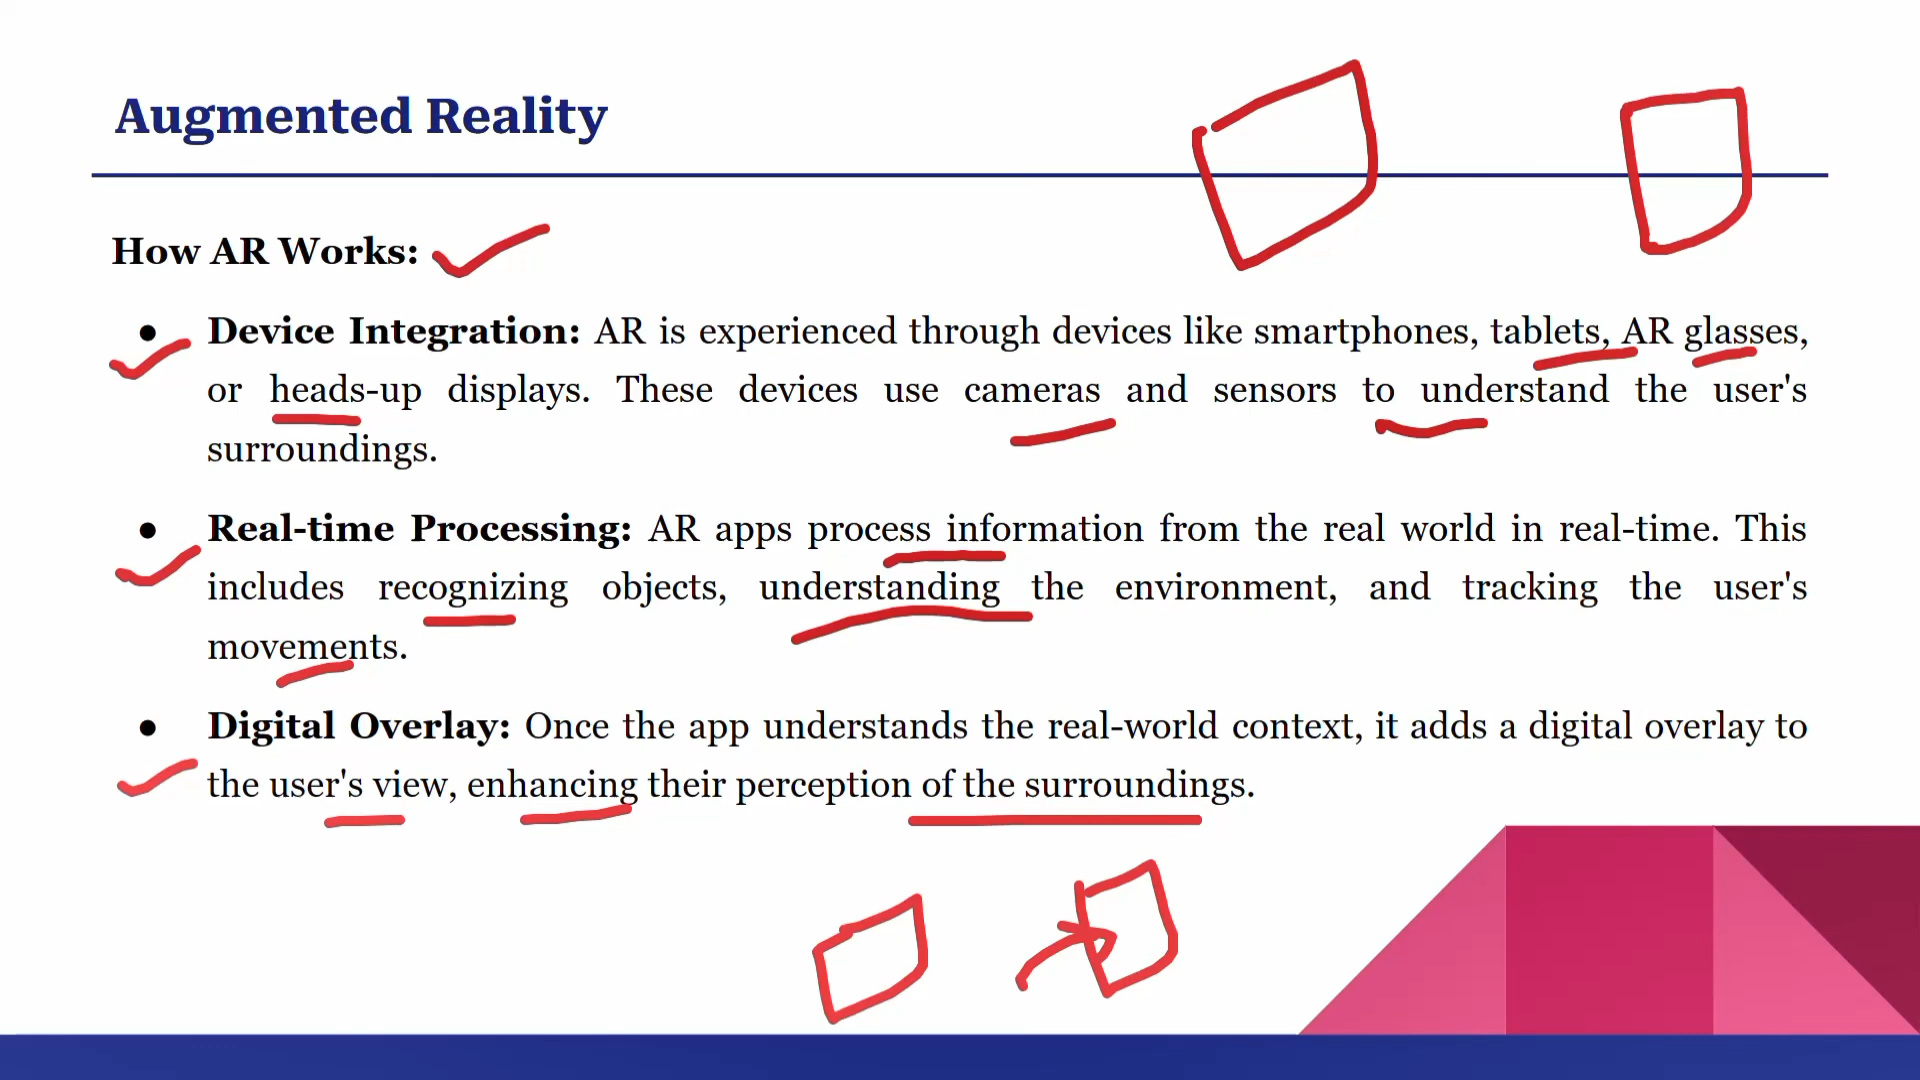 Augmented Reality
How AR Works:
● Device Integration: AR is experienced through devices like smartphones, tablets, AR glasses,
or heads-up displays. These devices use cameras and sensors to understand the user's
surroundings.
● Real-time Processing: AR apps process information from the real world in real-time. This
includes recognizing objects, understanding the environment, and tracking the user's
movements.
● Digital Overlay: Once the app understands the real-world context, it adds a digital overlay to
the user's view, enhancing their perception of the surroundings.